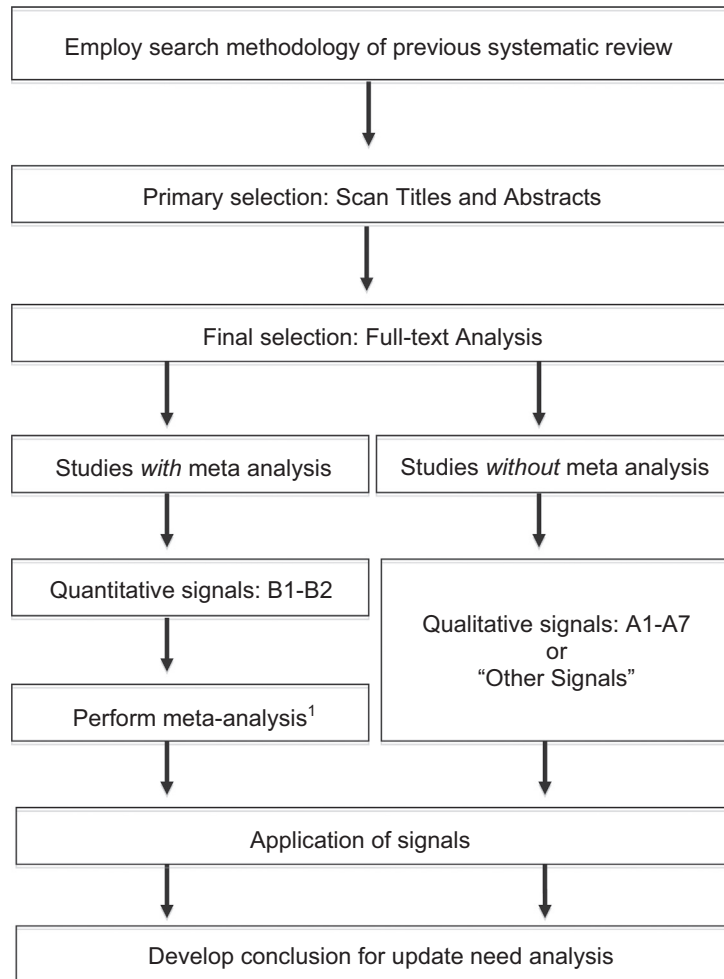 Employ search methodology of previous systematic review
Primary selection: Scan Titles and Abstracts
Final selection: Full-text Analysis
Studies with meta analysis
Studies without meta analysis
Quantitative signals: B1-B2
Qualitative signals: A1-A7
or
“Other Signals”
Perform meta-analysis1
Application of signals
Develop conclusion for update need analysis